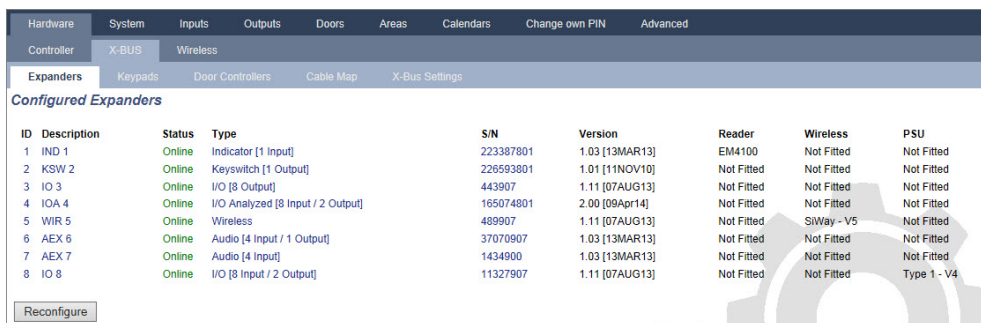 Hardware System Inputs Outputs Doors Areas Calendars Change own PIN Advanced
Controller X-BUS Wireless
Expanders Keypads Door Controllers Cable Map X-Bus Settings
Configured Expanders
ID Description Status Type S/N Version Reader Wireless PSU
1 IND 1 Online Indicator [1 Input] 223387801 1.03 [13MAR13] EM4100 Not Fitted Not Fitted
2 KSW 2 Online Keyswitch [1 Output] 226593801 1.01 [11NOV10] Not Fitted Not Fitted Not Fitted
3 IO 3 Online I/O [8 Output] 443907 1.11 [07AUG13] Not Fitted Not Fitted Not Fitted
4 IOA 4 Online I/O Analyzed [8 Input / 2 Output] 165074801 2.00 [09Apr14] Not Fitted Not Fitted Not Fitted
5 WIR 5 Online Wireless 489907 1.11 [07AUG13] Not Fitted SiWay - V5 Not Fitted
6 AEX 6 Online Audio [4 Input / 1 Output] 37070907 1.03 [13MAR13] Not Fitted Not Fitted Not Fitted
7 AEX 7 Online Audio [4 Input] 1434900 1.03 [13MAR13] Not Fitted Not Fitted Not Fitted
8 IO 8 Online I/O [8 Input / 2 Output] 11327907 1.11 [07AUG13] Not Fitted Not Fitted Type 1 - V4
Reconfigure